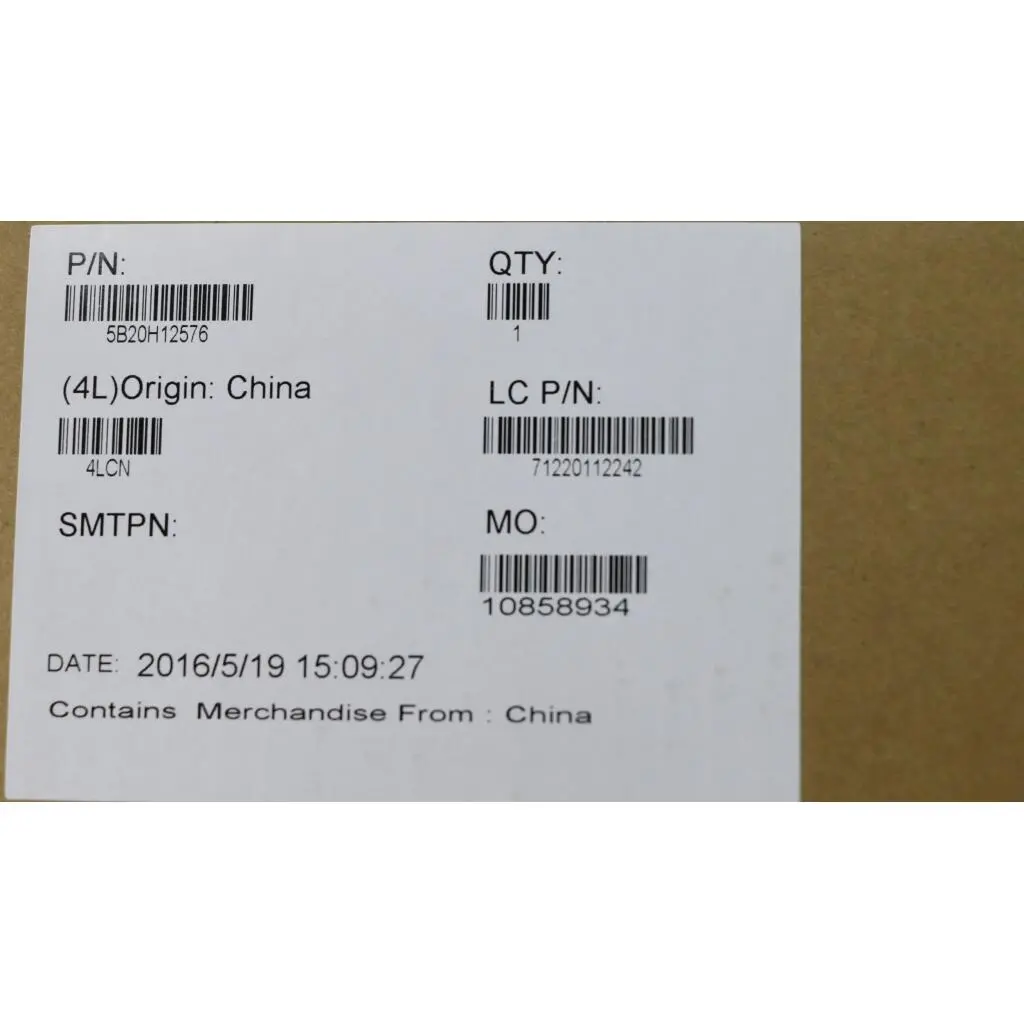 P/N:
5B20H12576
QTY:
1
(4L)Origin: China
4LCN
LC P/N:
71220112242
SMTPN:
MO:
10858934
DATE: 2016/5/19 15:09:27
Contains Merchandise From : China